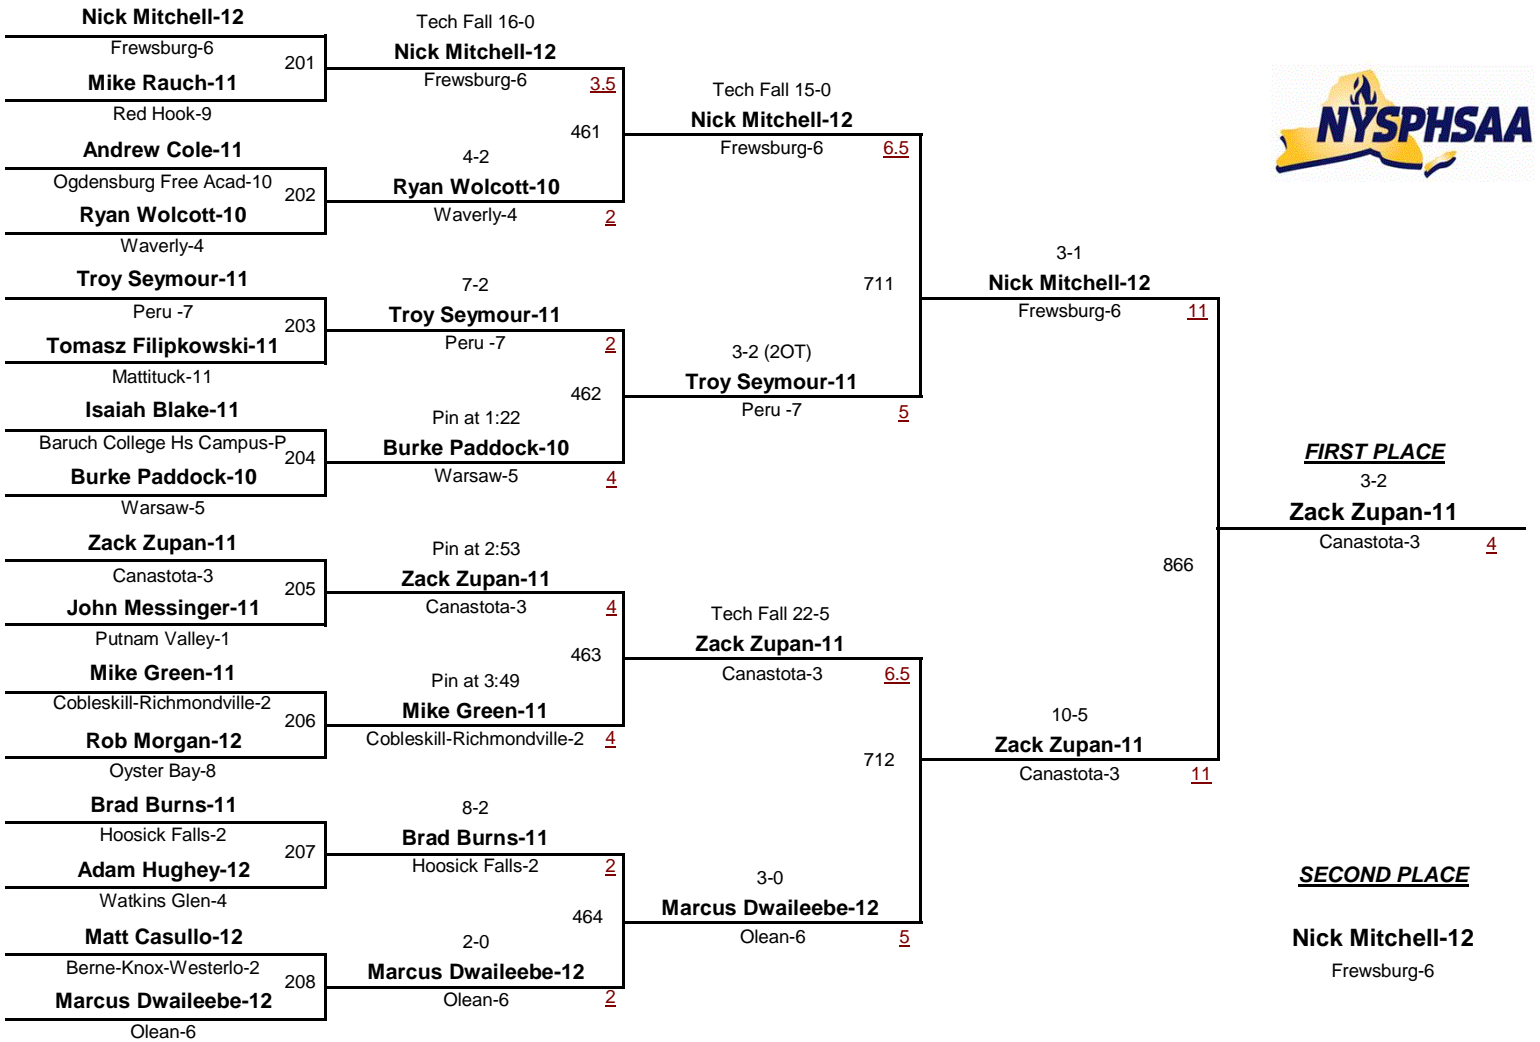 Nick Mitchell-12
Frewsburg-6
201
Mike Rauch-11
Red Hook-9
Andrew Cole-11
Ogdensburg Free Acad-10
202
Ryan Wolcott-10
Waverly-4
Troy Seymour-11
Peru -7
203
Tomasz Filipkowski-11
Mattituck-11
Isaiah Blake-11
Baruch College Hs Campus-P
204
Burke Paddock-10
Warsaw-5
Zack Zupan-11
Canastota-3
205
John Messinger-11
Putnam Valley-1
Mike Green-11
Cobleskill-Richmondville-2
206
Rob Morgan-12
Oyster Bay-8
Brad Burns-11
Hoosick Falls-2
207
Adam Hughey-12
Watkins Glen-4
Matt Casullo-12
Berne-Knox-Westerlo-2
208
Marcus Dwaileebe-12
Olean-6
Tech Fall 16-0
Nick Mitchell-12
Frewsburg-6
3.5
461
4-2
Ryan Wolcott-10
Waverly-4
2
7-2
Troy Seymour-11
Peru -7
2
462
Pin at 1:22
Burke Paddock-10
Warsaw-5
4
Pin at 2:53
Zack Zupan-11
Canastota-3
4
463
Pin at 3:49
Mike Green-11
Cobleskill-Richmondville-2
4
8-2
Brad Burns-11
Hoosick Falls-2
2
464
2-0
Marcus Dwaileebe-12
Olean-6
2
Tech Fall 15-0
Nick Mitchell-12
Frewsburg-6
6.5
711
3-2 (2OT)
Troy Seymour-11
Peru -7
5
Tech Fall 22-5
Zack Zupan-11
Canastota-3
6.5
712
3-0
Marcus Dwaileebe-12
Olean-6
5
3-1
Nick Mitchell-12
Frewsburg-6
11
866
10-5
Zack Zupan-11
Canastota-3
11
NYSPHSAA
FIRST PLACE
3-2
Zack Zupan-11
Canastota-3
4
SECOND PLACE
Nick Mitchell-12
Frewsburg-6